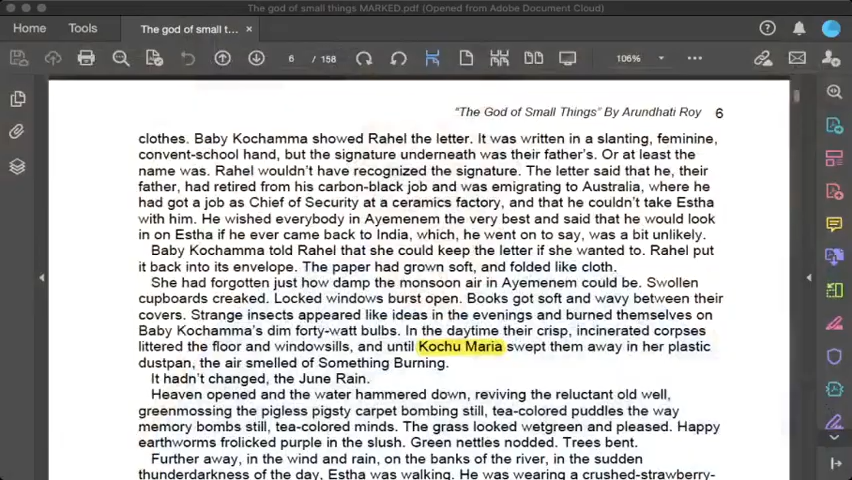 The god of small things MARKED.pdf (Opened from Adobe Document Cloud)
Home Tools The god of small t... ×
6 / 158 106%
“The God of Small Things” By Arundhati Roy 6
clothes. Baby Kochamma showed Rahel the letter. It was written in a slanting, feminine,
convent-school hand, but the signature underneath was their father’s. Or at least the
name was. Rahel wouldn’t have recognized the signature. The letter said that he, their
father, had retired from his carbon-black job and was emigrating to Australia, where he
had got a job as Chief of Security at a ceramics factory, and that he couldn’t take Estha
with him. He wished everybody in Ayemenem the very best and said that he would look
in on Estha if he ever came back to India, which, he went on to say, was a bit unlikely.
Baby Kochamma told Rahel that she could keep the letter if she wanted to. Rahel put
it back into its envelope. The paper had grown soft, and folded like cloth.
She had forgotten just how damp the monsoon air in Ayemenem could be. Swollen
cupboards creaked. Locked windows burst open. Books got soft and wavy between their
covers. Strange insects appeared like ideas in the evenings and burned themselves on
Baby Kochamma’s dim forty-watt bulbs. In the daytime their crisp, incinerated corpses
littered the floor and windowsills, and until Kochu Maria swept them away in her plastic
dustpan, the air smelled of Something Burning.
It hadn’t changed, the June Rain.
Heaven opened and the water hammered down, reviving the reluctant old well,
greenmossing the pigless pigsty carpet bombing still, tea-colored puddles the way
memory bombs still, tea-colored minds. The grass looked wetgreen and pleased. Happy
earthworms frolicked purple in the slush. Green nettles nodded. Trees bent.
Further away, in the wind and rain, on the banks of the river, in the sudden
thunderdarkness of the day, Estha was walking. He was wearing a crushed-strawberry-